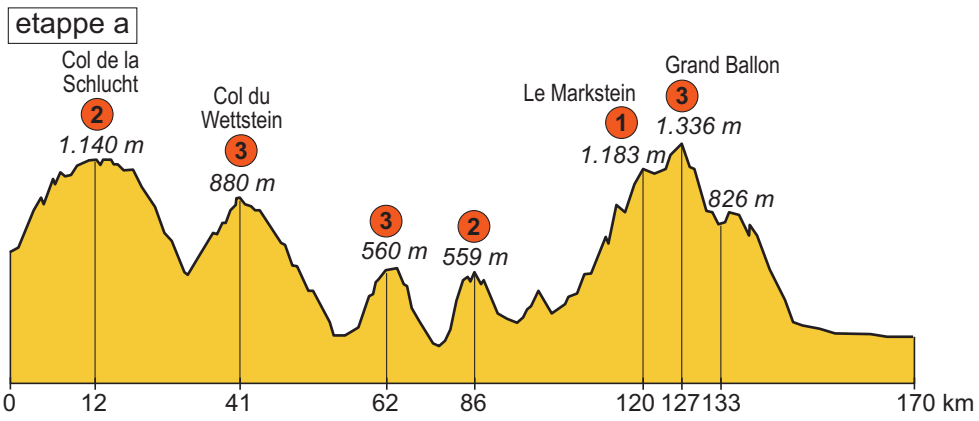 etappe a
Col de la
Schlucht
2
1.140 m
Col du
Wettstein
3
880 m
3
560 m
2
559 m
Le Markstein
1
1.183 m
Grand Ballon
3
1.336 m
826 m
0 12 41 62 86 120 127 133 170 km